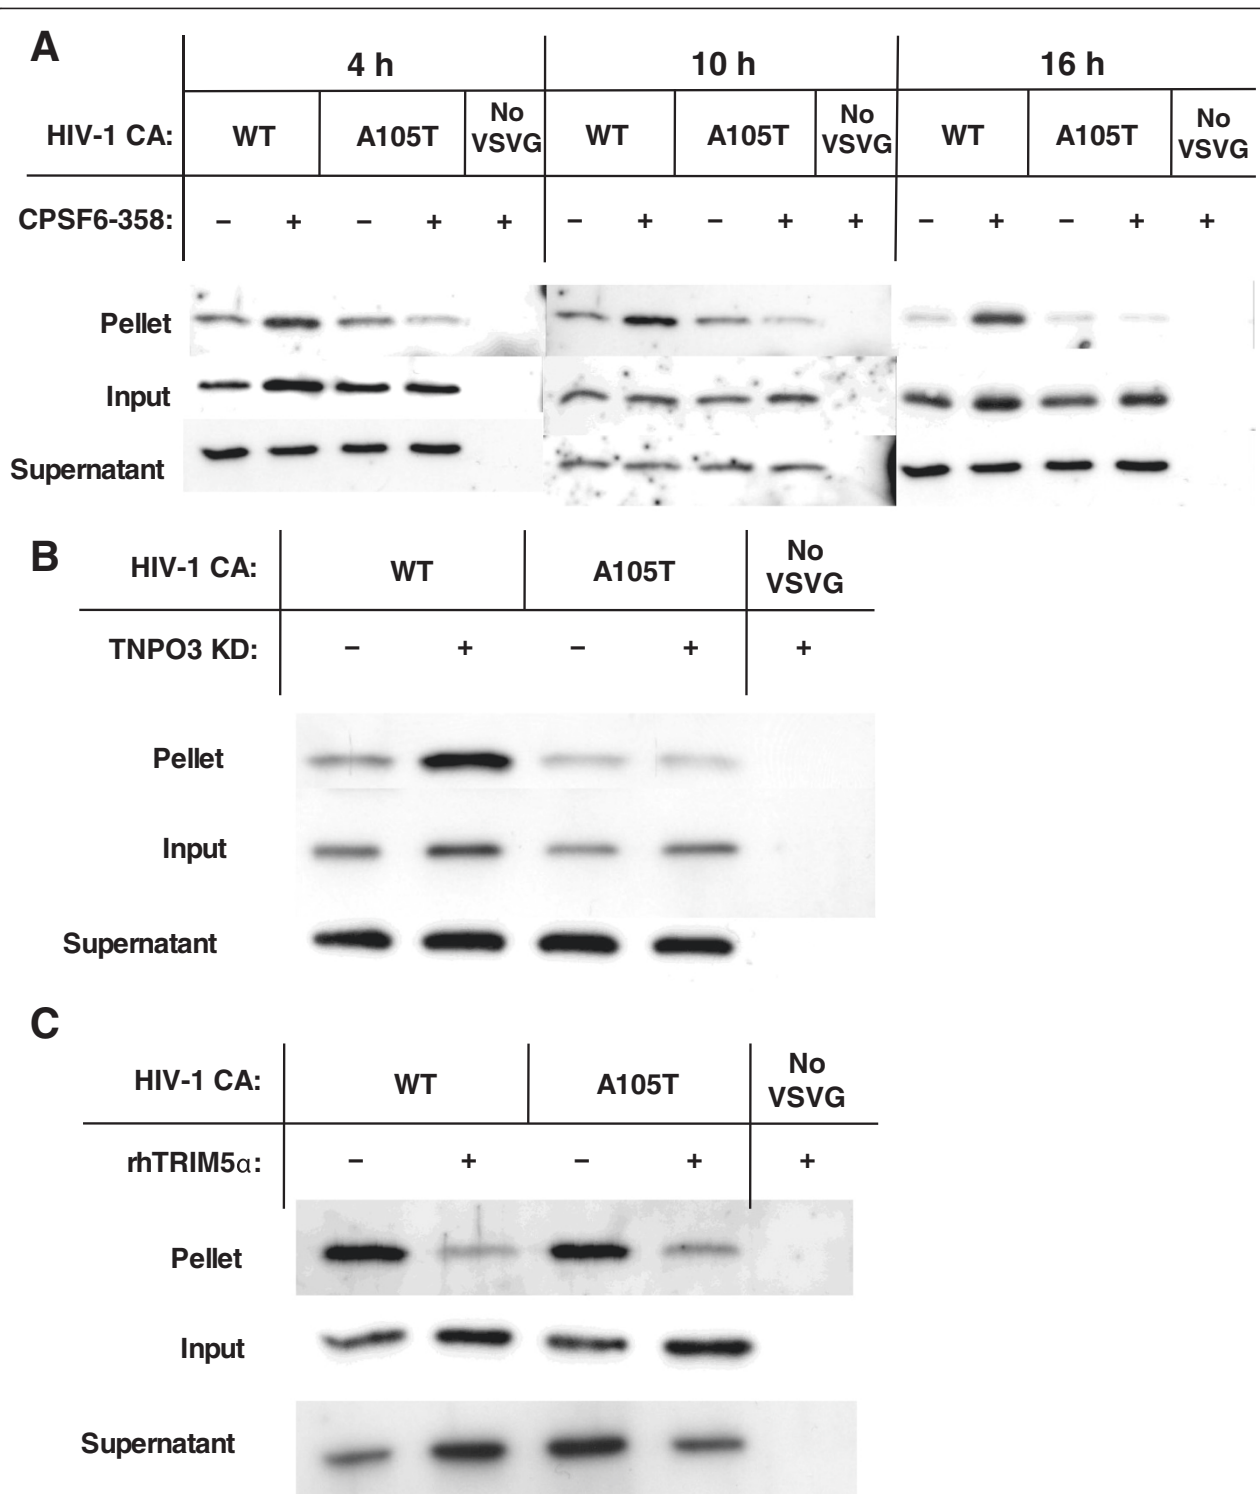 A
4 h 10 h 16 h
HIV-1 CA: WT A105T No VSVG WT A105T No VSVG WT A105T No VSVG
CPSF6-358: – + – + + – + – + + – + – + +
Pellet
Input
Supernatant
B
HIV-1 CA: WT A105T No VSVG
TNPO3 KD: – + – + +
Pellet
Input
Supernatant
C
HIV-1 CA: WT A105T No VSVG
rhTRIM5α: – + – + +
Pellet
Input
Supernatant